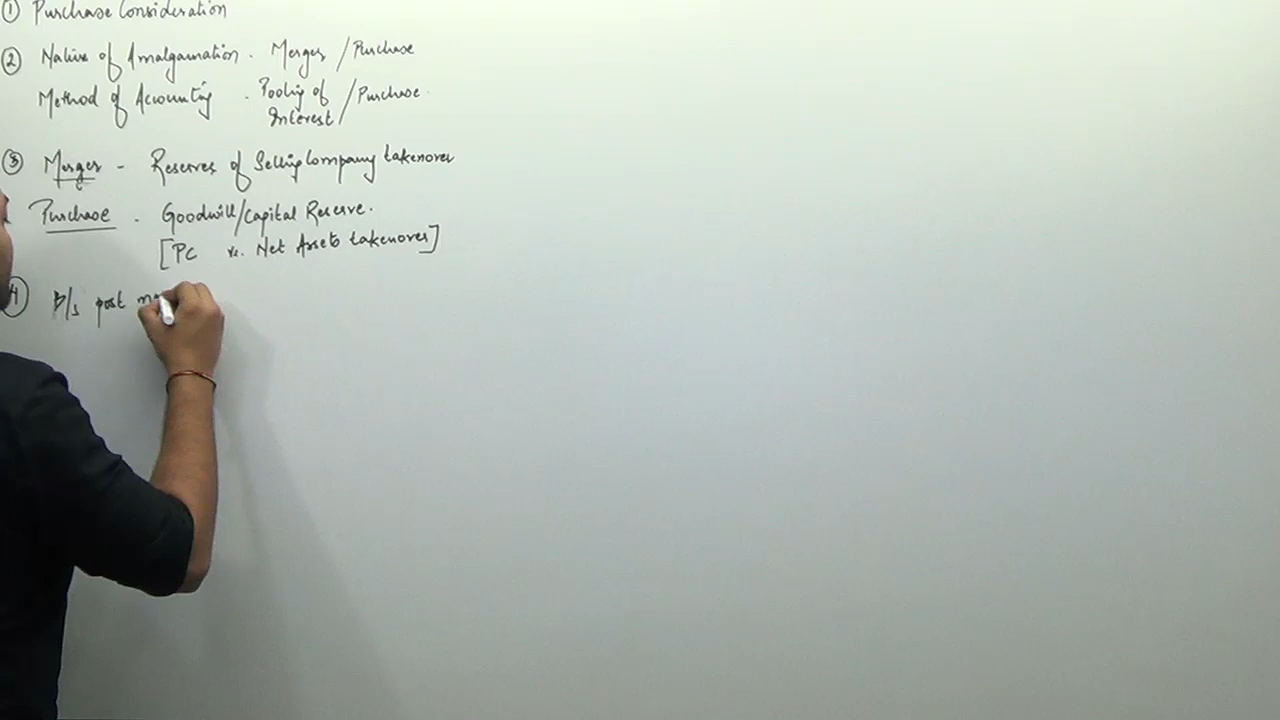 ① Purchase Consideration
② Nature of Amalgamation. Merger / Purchase
Method of Accounting . Pooling of Interest / Purchase.
③ Merger - Reserves of Selling Company takenover
Purchase - Goodwill/Capital Reserve.
[PC vs. Net Assets takenover]
④ B/s post